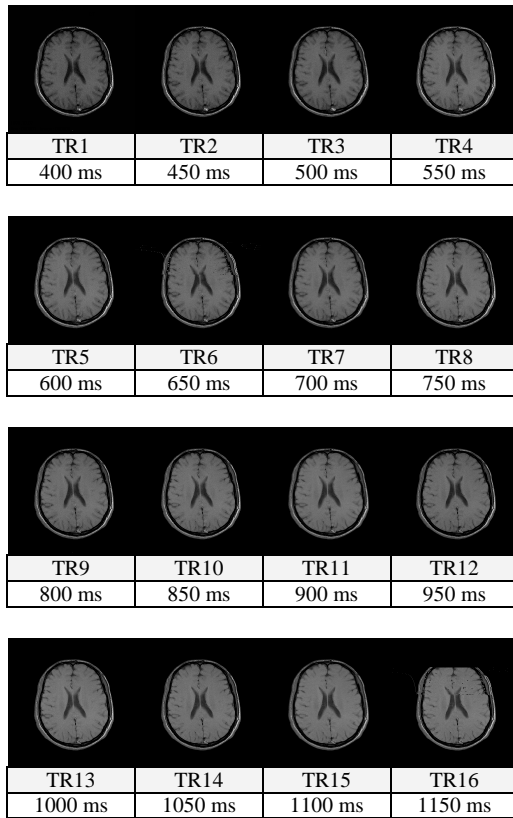 TR1 TR2 TR3 TR4
400 ms 450 ms 500 ms 550 ms
TR5 TR6 TR7 TR8
600 ms 650 ms 700 ms 750 ms
TR9 TR10 TR11 TR12
800 ms 850 ms 900 ms 950 ms
TR13 TR14 TR15 TR16
1000 ms 1050 ms 1100 ms 1150 ms